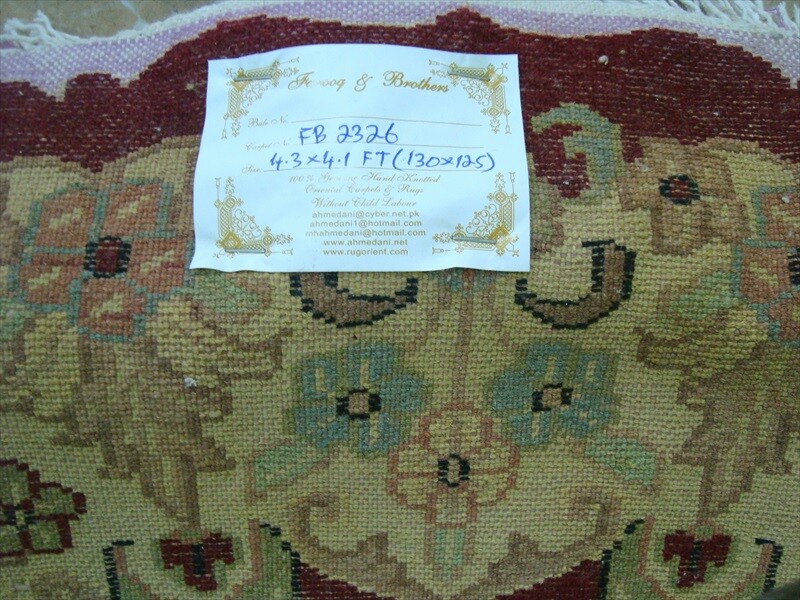 Farooq & Brothers
Bale No.
Carpet No. FB 2326
Size 4.3×4.1 FT (130×125)
100% Genuine Hand Knotted
Oriental Carpets & Rugs
Without Child Labour
ahmedani@cyber.net.pk
ahmedani1@hotmail.com
mhahmedani@hotmail.com
www.ahmedani.net
www.rugorient.com